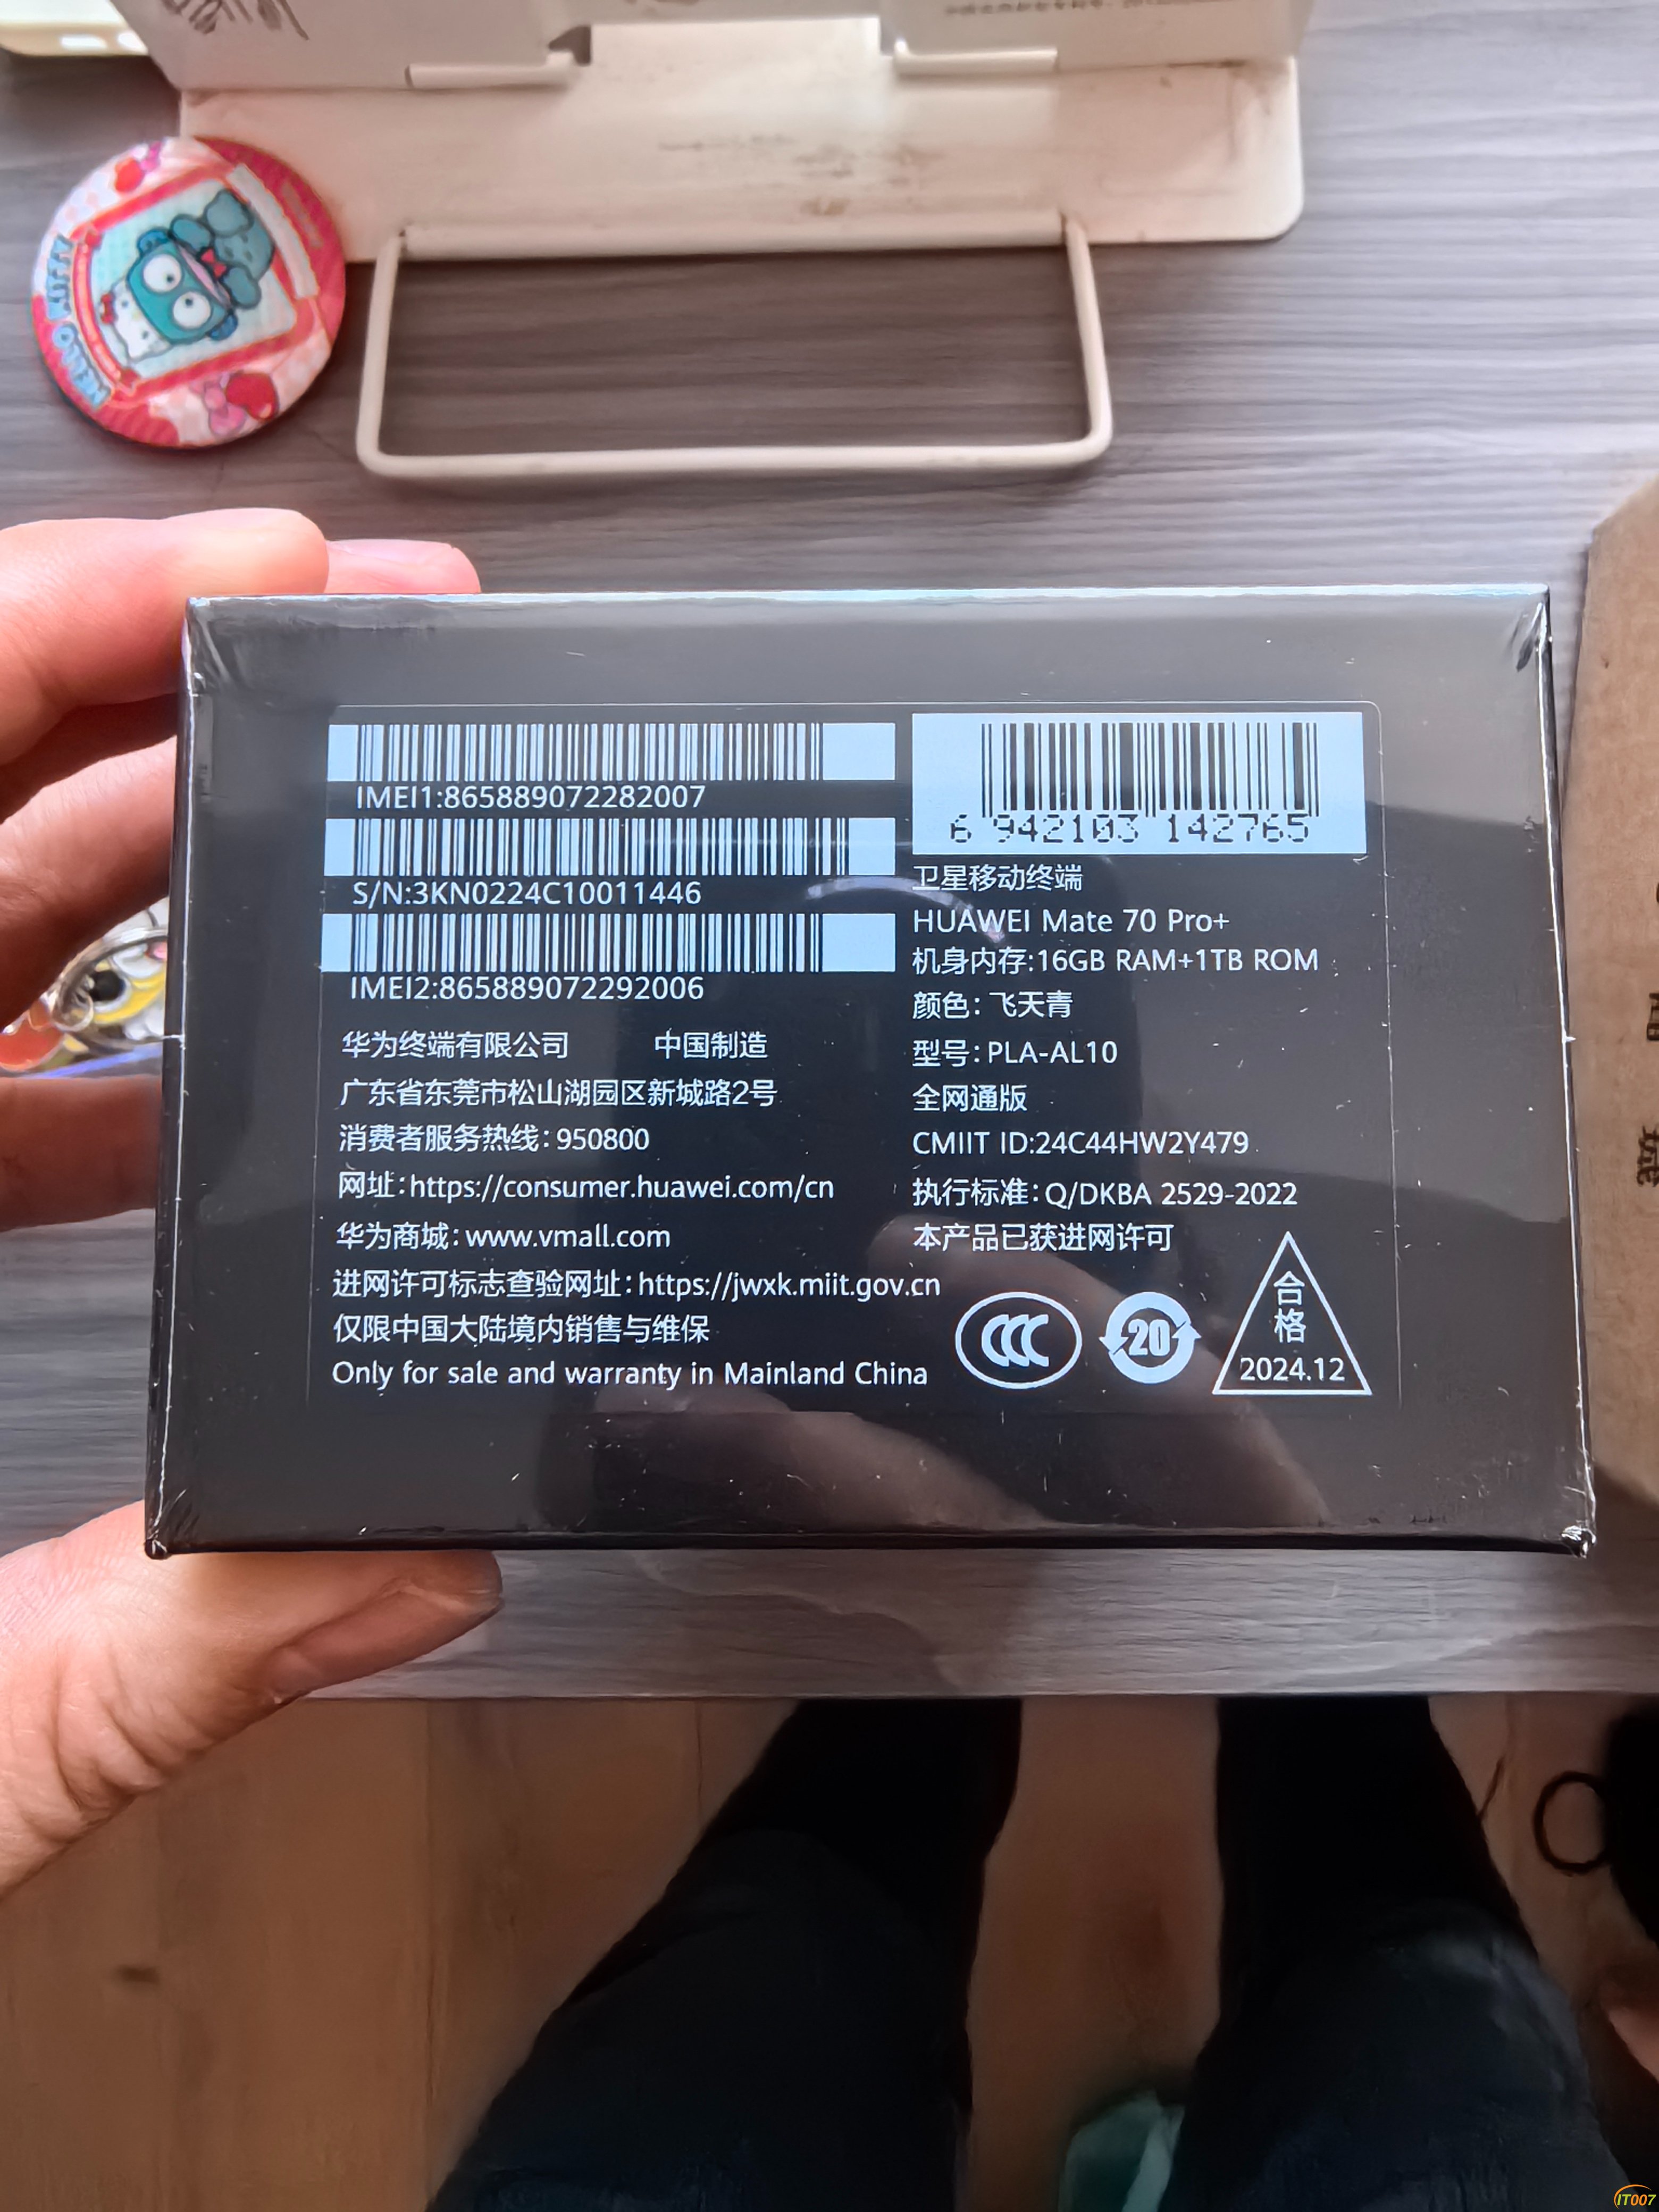 HELLO KITTY
IMEI1:865889072282007
S/N:3KN0224C10011446
IMEI2:865889072292006
华为终端有限公司 中国制造
广东省东莞市松山湖园区新城路2号
消费者服务热线:950800
网址:https://consumer.huawei.com/cn
华为商城:www.vmall.com
进网许可标志查验网址:https://jwxk.miit.gov.cn
仅限中国大陆境内销售与维保
Only for sale and warranty in Mainland China
6 942103 142765
卫星移动终端
HUAWEI Mate 70 Pro+
机身内存:16GB RAM+1TB ROM
颜色:飞天青
型号:PLA-AL10
全网通版
CMIIT ID:24C44HW2Y479
执行标准:Q/DKBA 2529-2022
本产品已获进网许可
CCC
20
合
格
2024.12
城
IT007